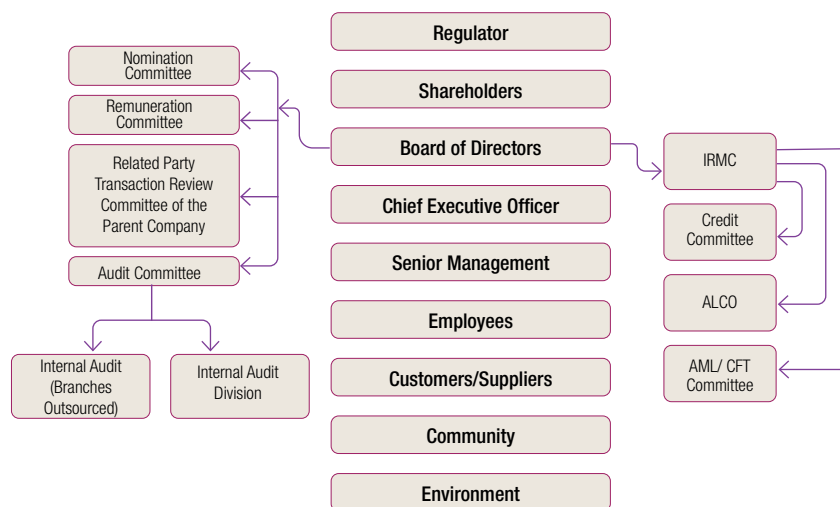 Regulator
Shareholders
Board of Directors
Chief Executive Officer
Senior Management
Employees
Customers/Suppliers
Community
Environment
Nomination
Committee
Remuneration
Committee
Related Party
Transaction Review
Committee of the
Parent Company
Audit Committee
Internal Audit
(Branches
Outsourced)
Internal Audit
Division
IRMC
Credit
Committee
ALCO
AML/ CFT
Committee